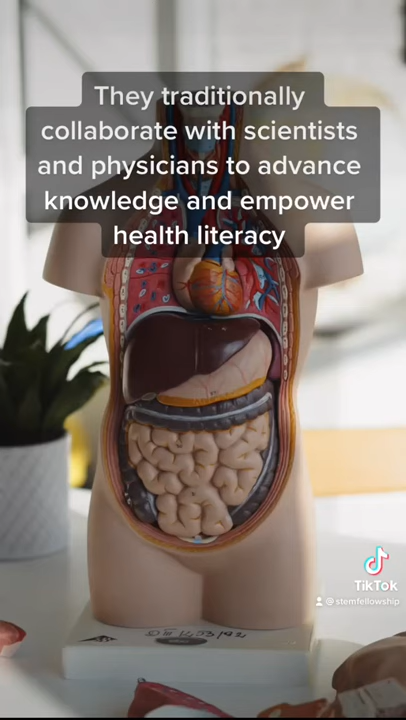 They traditionally
collaborate with scientists
and physicians to advance
knowledge and empower
health literacy
TikTok
@stemfellowship